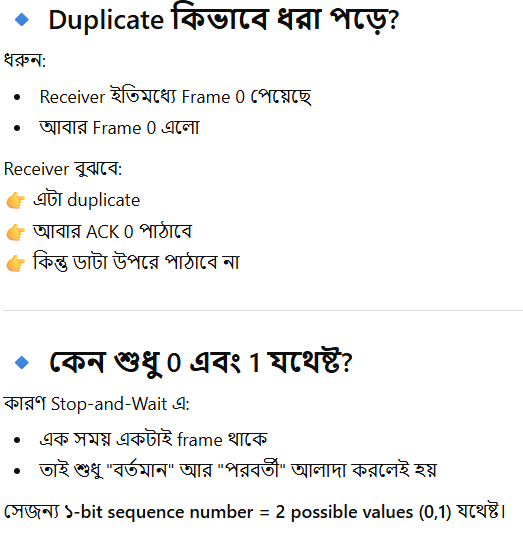 🔹 Duplicate কিভাবে ধরা পড়ে?
ধরুন:
• Receiver ইতিমধ্যে Frame 0 পেয়েছে
• আবার Frame 0 এলো
Receiver বুঝবে:
👉 এটা duplicate
👉 আবার ACK 0 পাঠাবে
👉 কিন্তু ডাটা উপরে পাঠাবে না
🔹 কেন শুধু 0 এবং 1 যথেষ্ট?
কারণ Stop-and-Wait এ:
• এক সময় একটাই frame থাকে
• তাই শুধু "বর্তমান" আর "পরবর্তী" আলাদা করলেই হয়
সেজন্য ১-bit sequence number = 2 possible values (0,1) যথেষ্ট।